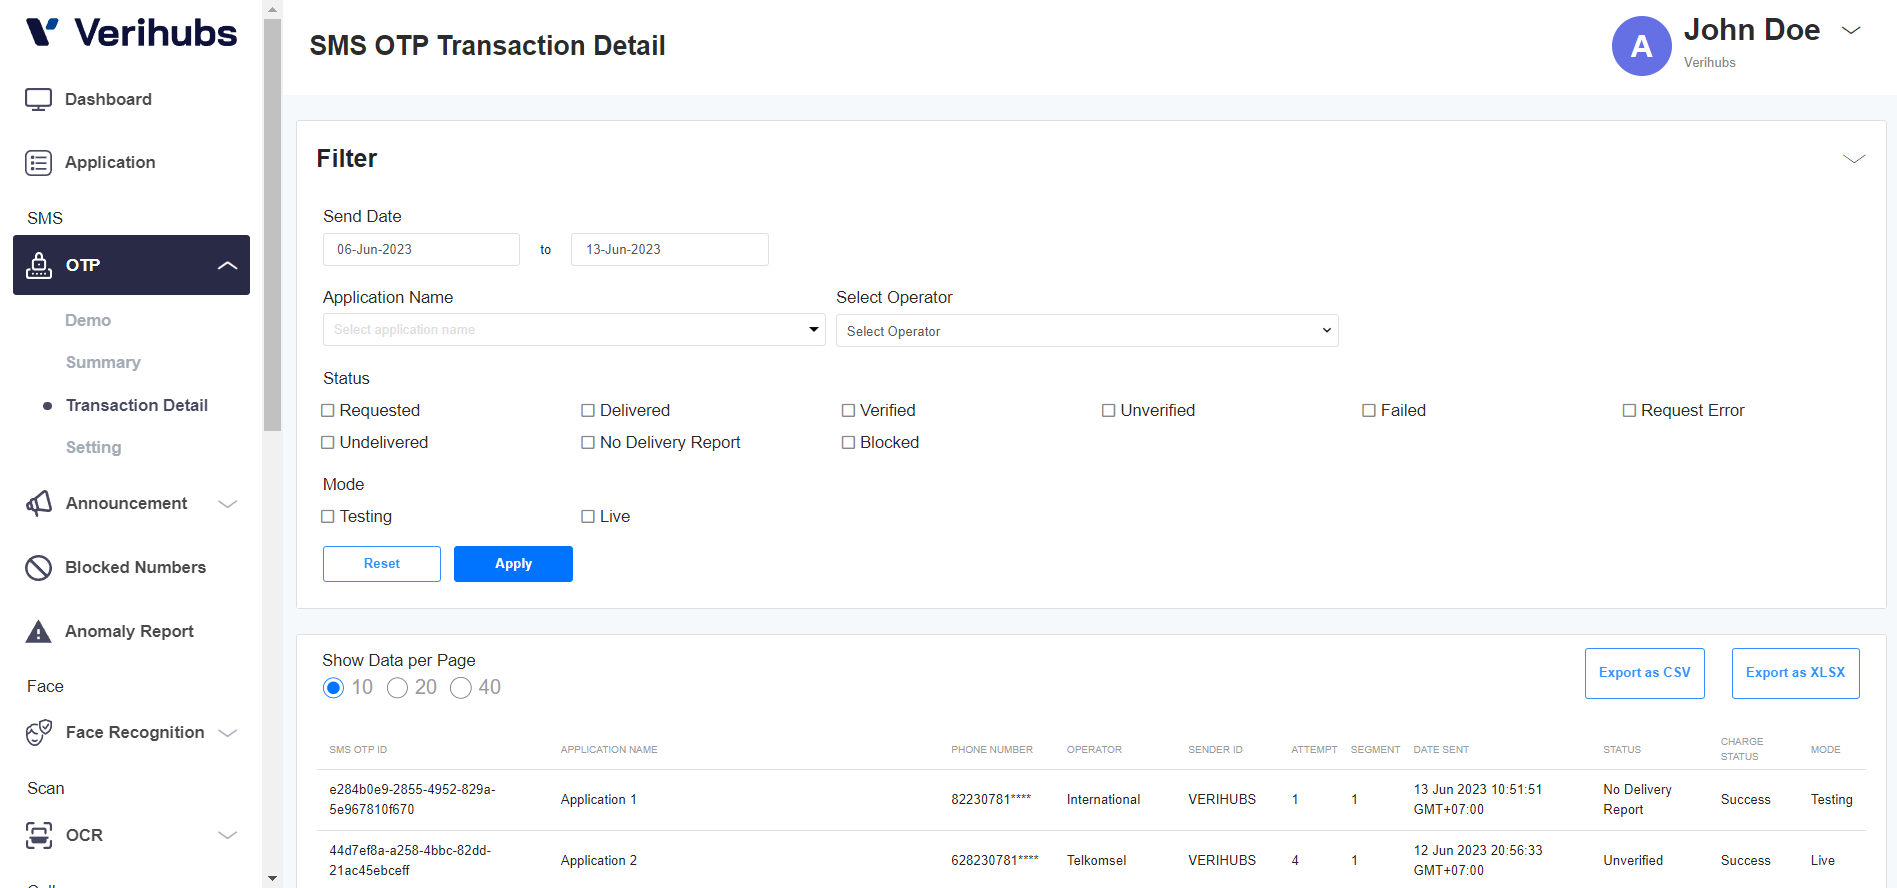 Verihubs
Dashboard
Application
SMS
OTP
Demo
Summary
Transaction Detail
Setting
Announcement
Blocked Numbers
Anomaly Report
Face
Face Recognition
Scan
OCR
SMS OTP Transaction Detail
A
John Doe
Verihubs
Filter
Send Date
06-Jun-2023 to 13-Jun-2023
Application Name Select Operator
Select application name Select Operator
Status
Requested Delivered Verified Unverified Failed Request Error
Undelivered No Delivery Report Blocked
Mode
Testing Live
Reset Apply
Show Data per Page
10 20 40
Export as CSV Export as XLSX
SMS OTP ID APPLICATION NAME PHONE NUMBER OPERATOR SENDER ID ATTEMPT SEGMENT DATE SENT STATUS CHARGE STATUS MODE
e284b0e9-2855-4952-829a-
5e967810f670 Application 1 82230781**** International VERIHUBS 1 1 13 Jun 2023 10:51:51 GMT+07:00 No Delivery Report Success Testing
44d7ef8a-a258-4bbc-82dd-
21ac45ebceff Application 2 628230781**** Telkomsel VERIHUBS 4 1 12 Jun 2023 20:56:33 GMT+07:00 Unverified Success Live